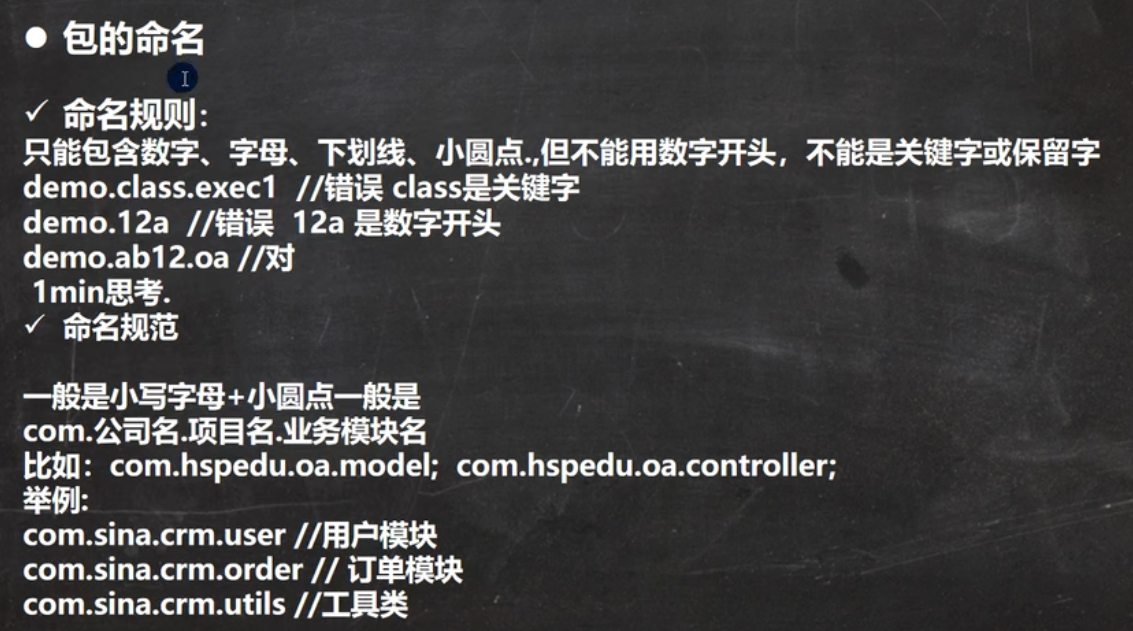 ● 包的命名
✓ 命名规则：
只能包含数字、字母、下划线、小圆点.,但不能用数字开头，不能是关键字或保留字
demo.class.exec1 //错误 class是关键字
demo.12a //错误 12a 是数字开头
demo.ab12.oa //对
1min思考.
✓ 命名规范
一般是小写字母+小圆点一般是
com.公司名.项目名.业务模块名
比如：com.hspedu.oa.model; com.hspedu.oa.controller;
举例:
com.sina.crm.user //用户模块
com.sina.crm.order // 订单模块
com.sina.crm.utils //工具类